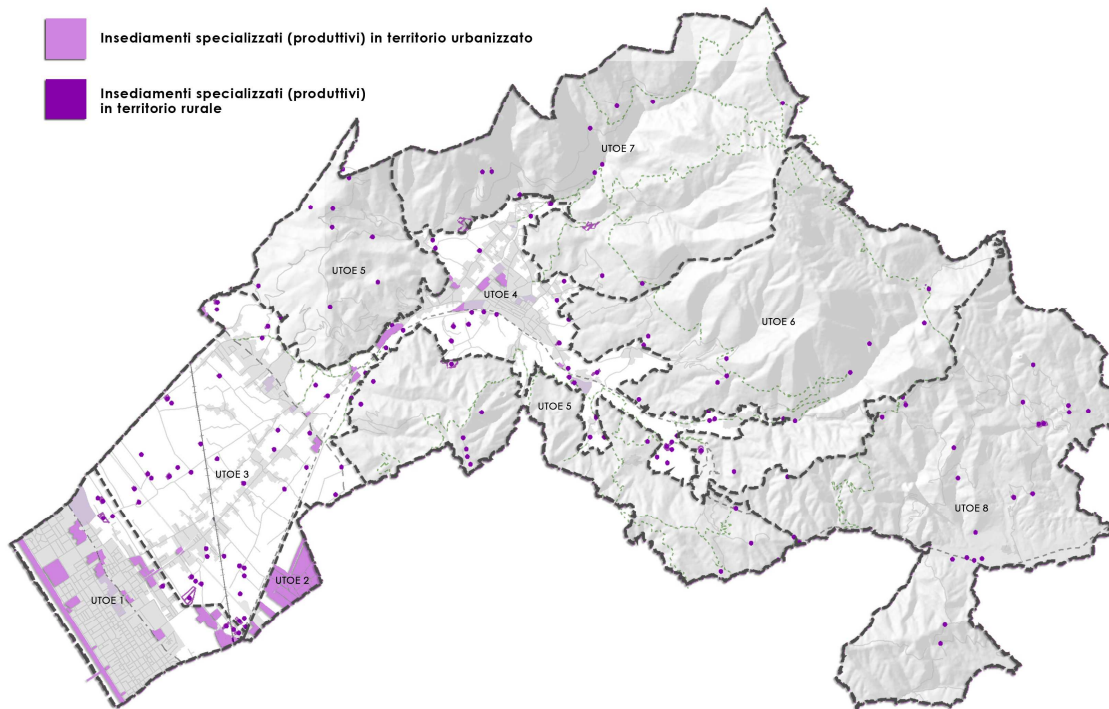 Insediamenti specializzati (produttivi) in territorio urbanizzato
Insediamenti specializzati (produttivi)
in territorio rurale
UTOE 7
UTOE 5
UTOE 4
UTOE 6
UTOE 5
UTOE 3
UTOE 8
UTOE 2
UTOE 1